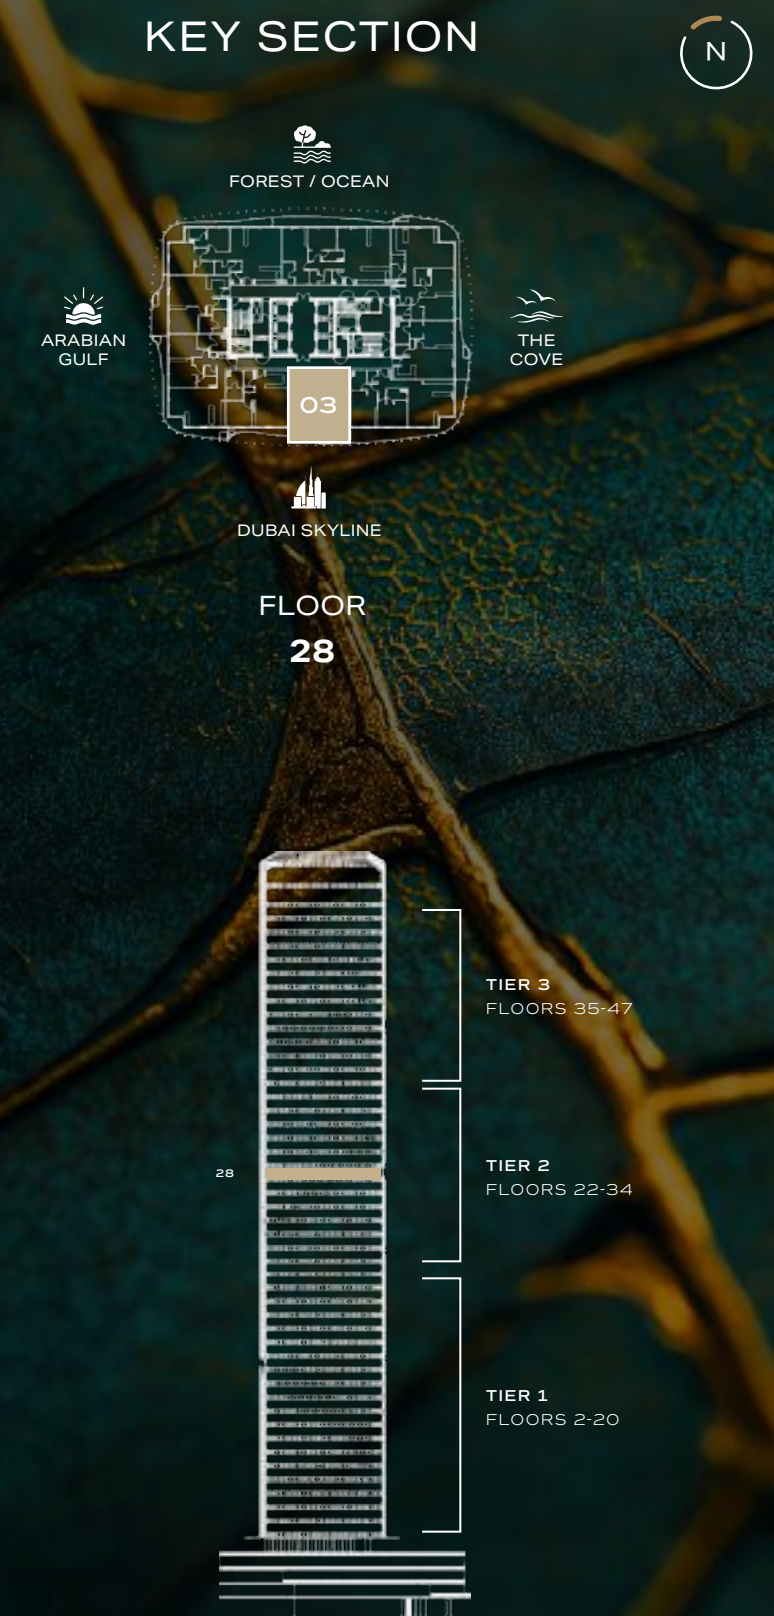 KEY SECTION
N
FOREST / OCEAN
ARABIAN
GULF
THE
COVE
03
DUBAI SKYLINE
FLOOR
28
TIER 3
FLOORS 35-47
28
TIER 2
FLOORS 22-34
TIER 1
FLOORS 2-20